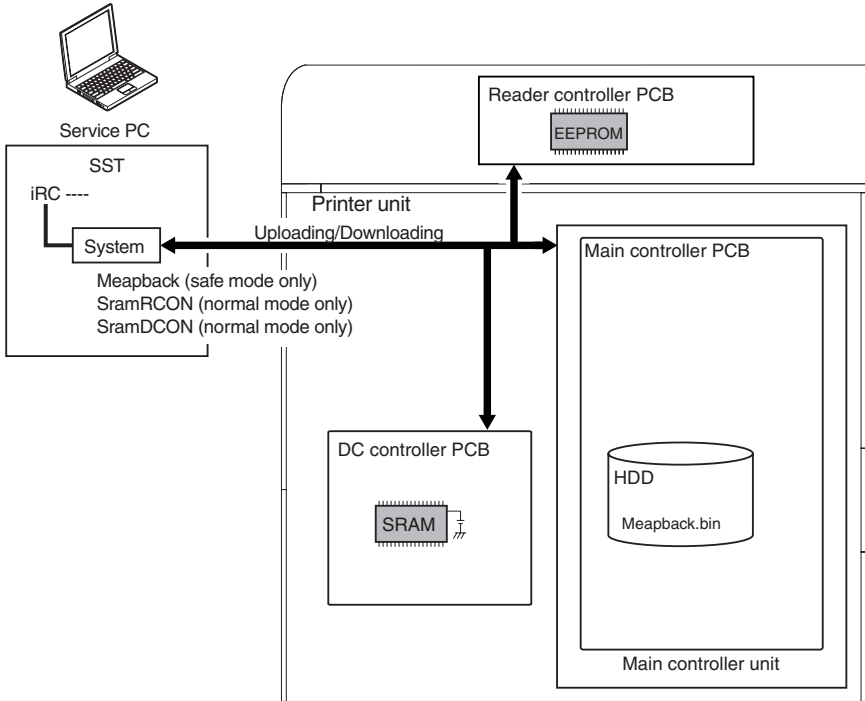 Service PC
SST
iRC ----
System
Meapback (safe mode only)
SramRCON (normal mode only)
SramDCON (normal mode only)
Reader controller PCB
EEPROM
Printer unit
Uploading/Downloading
Main controller PCB
DC controller PCB
SRAM
HDD
Meapback.bin
Main controller unit